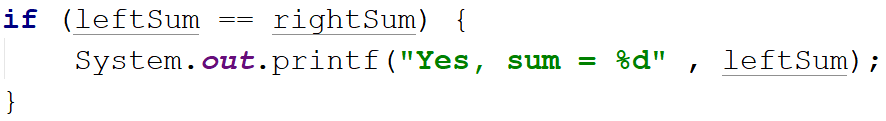 if (leftSum == rightSum) {
    System.out.printf("Yes, sum = %d" , leftSum);
}